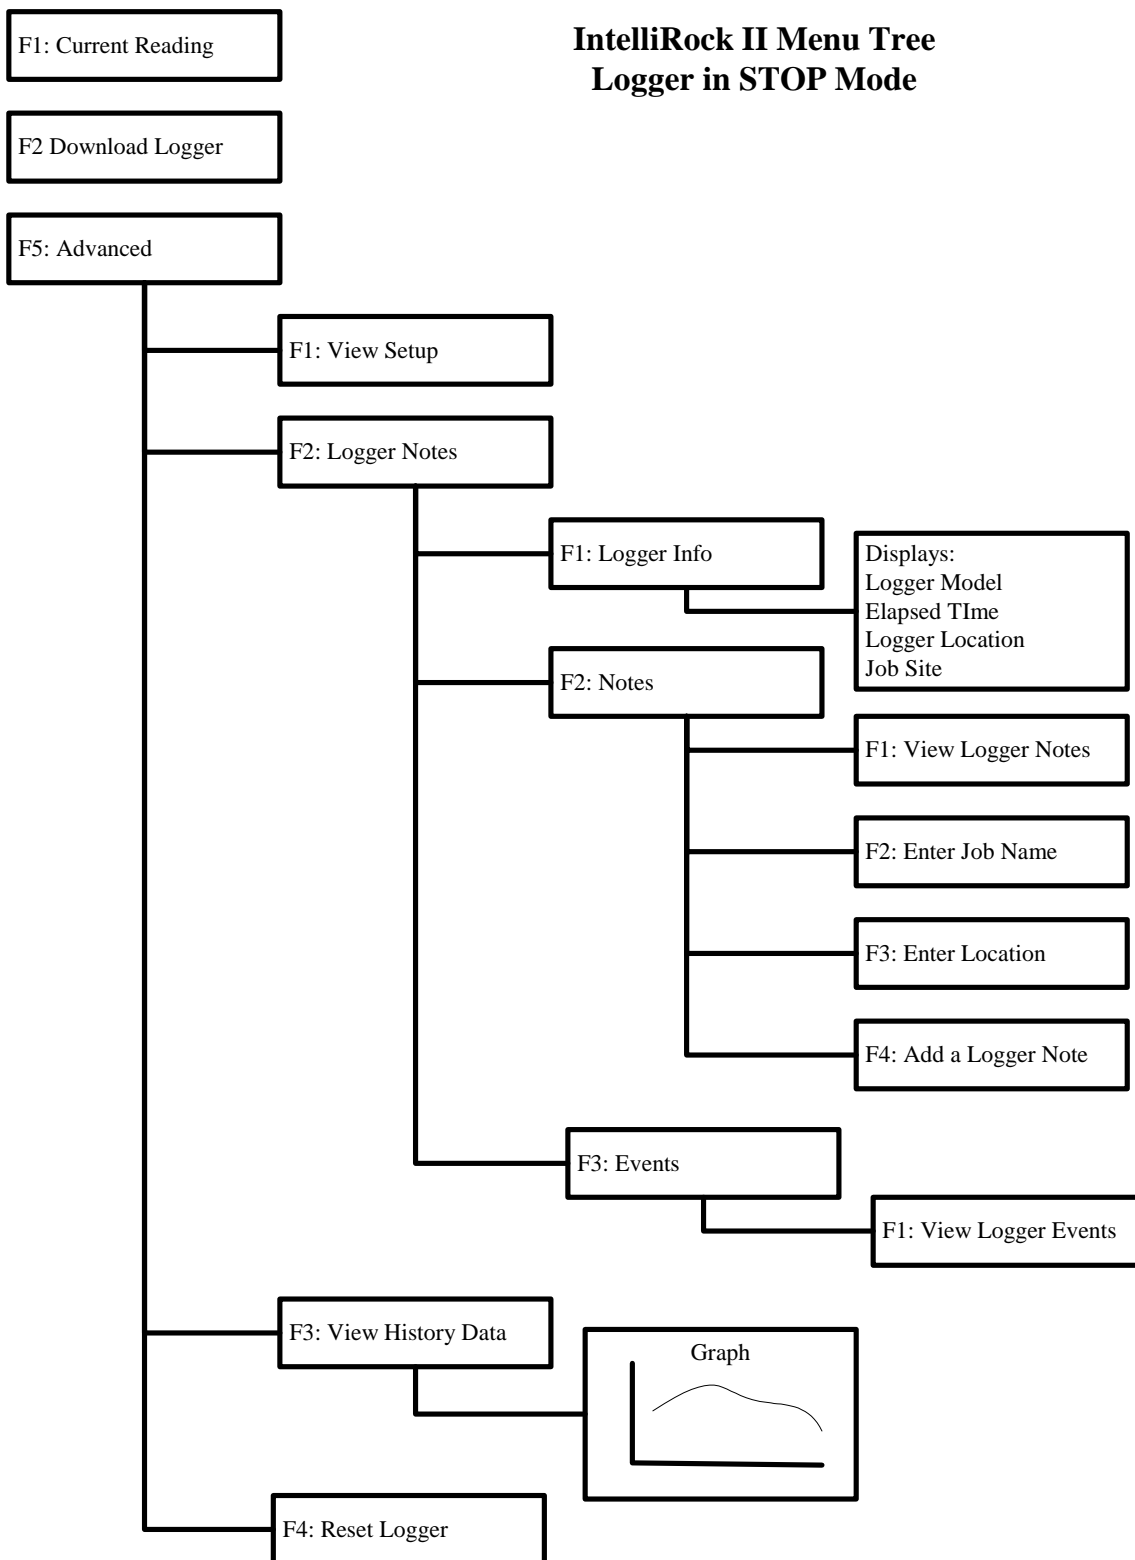 IntelliRock II Menu Tree
Logger in STOP Mode
F1: Current Reading
F2 Download Logger
F5: Advanced
F1: View Setup
F2: Logger Notes
F1: Logger Info
Displays:
Logger Model
Elapsed TIme
Logger Location
Job Site
F2: Notes
F1: View Logger Notes
F2: Enter Job Name
F3: Enter Location
F4: Add a Logger Note
F3: Events
F1: View Logger Events
F3: View History Data
Graph
F4: Reset Logger